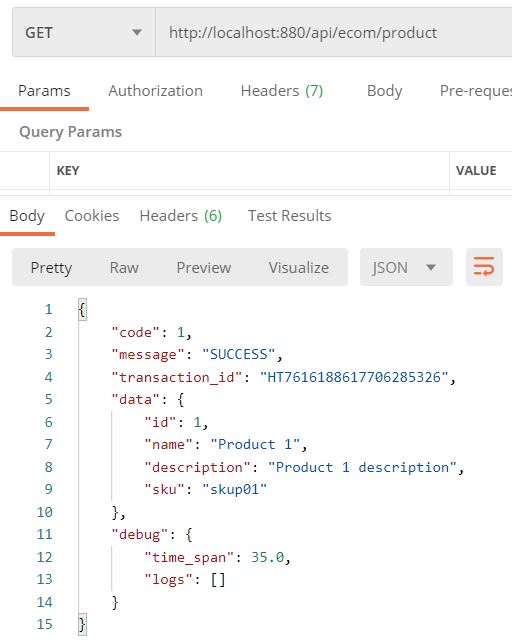 GET http://localhost:880/api/ecom/product
Params Authorization Headers (7) Body Pre-reques
Query Params
KEY VALUE
Body Cookies Headers (6) Test Results
Pretty Raw Preview Visualize JSON
1 {
2 "code": 1,
3 "message": "SUCCESS",
4 "transaction_id": "HT7616188617706285326",
5 "data": {
6 "id": 1,
7 "name": "Product 1",
8 "description": "Product 1 description",
9 "sku": "skup01"
10 },
11 "debug": {
12 "time_span": 35.0,
13 "logs": []
14 }
15 }